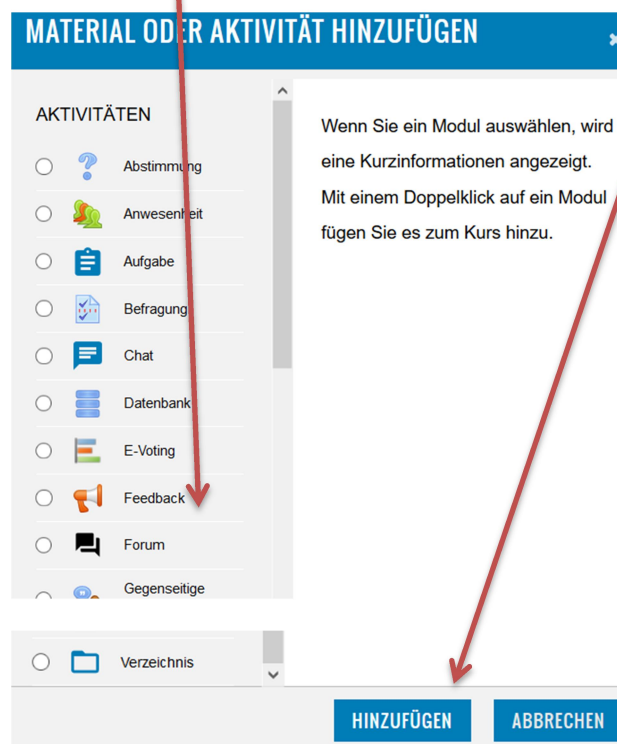 MATERIAL ODER AKTIVITÄT HINZUFÜGEN
AKTIVITÄTEN
Abstimmung
Anwesenheit
Aufgabe
Befragung
Chat
Datenbank
E-Voting
Feedback
Forum
Gegenseitige
Verzeichnis
Wenn Sie ein Modul auswählen, wird
eine Kurzinformationen angezeigt.
Mit einem Doppelklick auf ein Modul
fügen Sie es zum Kurs hinzu.
HINZUFÜGEN
ABBRECHEN